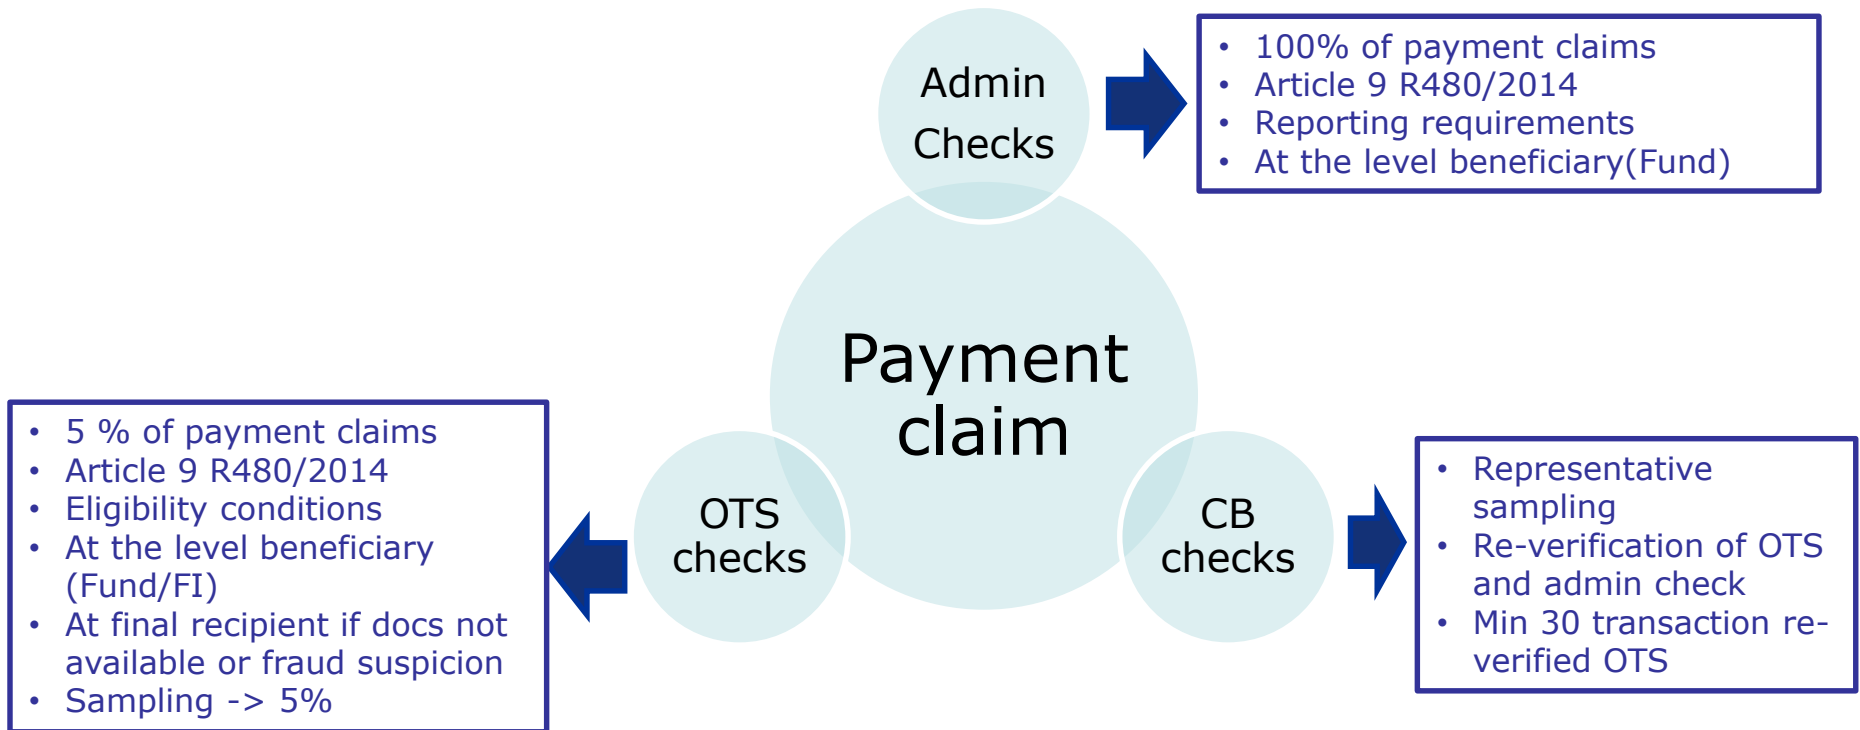 Admin
Checks
• 100% of payment claims
• Article 9 R480/2014
• Reporting requirements
• At the level beneficiary(Fund)
Payment
claim
• 5 % of payment claims
• Article 9 R480/2014
• Eligibility conditions
• At the level beneficiary
(Fund/FI)
• At final recipient if docs not
available or fraud suspicion
• Sampling -> 5%
OTS
checks
CB
checks
• Representative
sampling
• Re-verification of OTS
and admin check
• Min 30 transaction re-
verified OTS